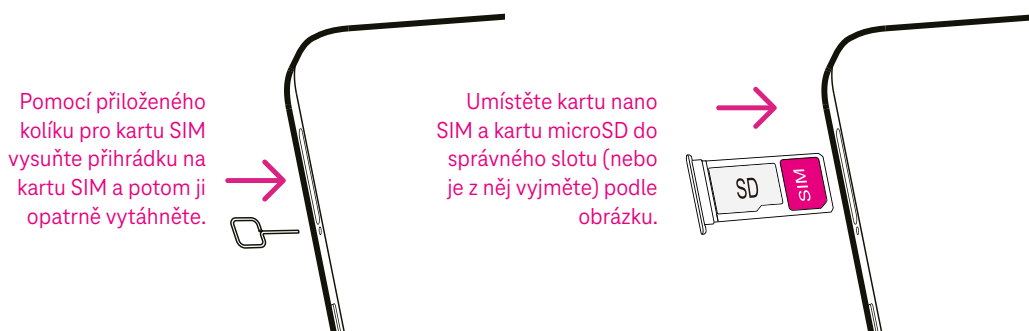 Pomocí přiloženého
kolíku pro kartu SIM
vysuňte přihrádku na
kartu SIM a potom ji
opatrně vytáhněte.
Umístěte kartu nano
SIM a kartu microSD do
správného slotu (nebo
je z něj vyjměte) podle
obrázku.
SD
SIM